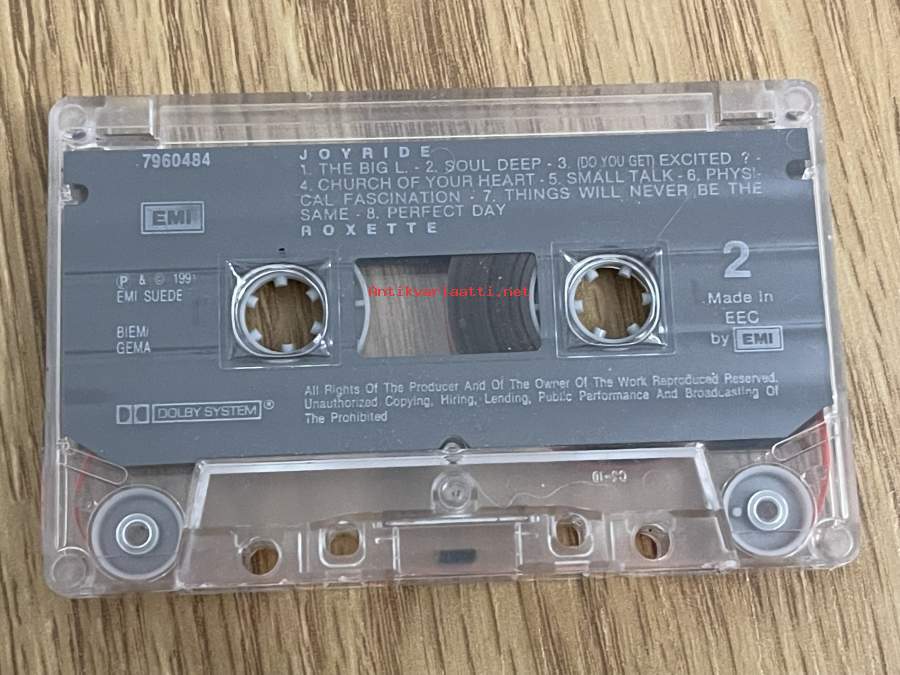 7960484
JOYRIDE
1. THE BIG L. - 2. SOUL DEEP - 3. (DO YOU GET) EXCITED ? -
4. CHURCH OF YOUR HEART - 5. SMALL TALK - 6. PHYSI-
CAL FASCINATION - 7. THINGS WILL NEVER BE THE
SAME - 8. PERFECT DAY
ROXETTE
EMI
℗ & © 1991
EMI SUEDE
BIEM/
GEMA
Antikvariaatti.net
2
Made In
EEC
by EMI
DOLBY SYSTEM®
All Rights Of The Producer And Of The Owner Of The Work Reproduced Reserved.
Unauthorized Copying, Hiring, Lending, Public Performance And Broadcasting Of
The Prohibited